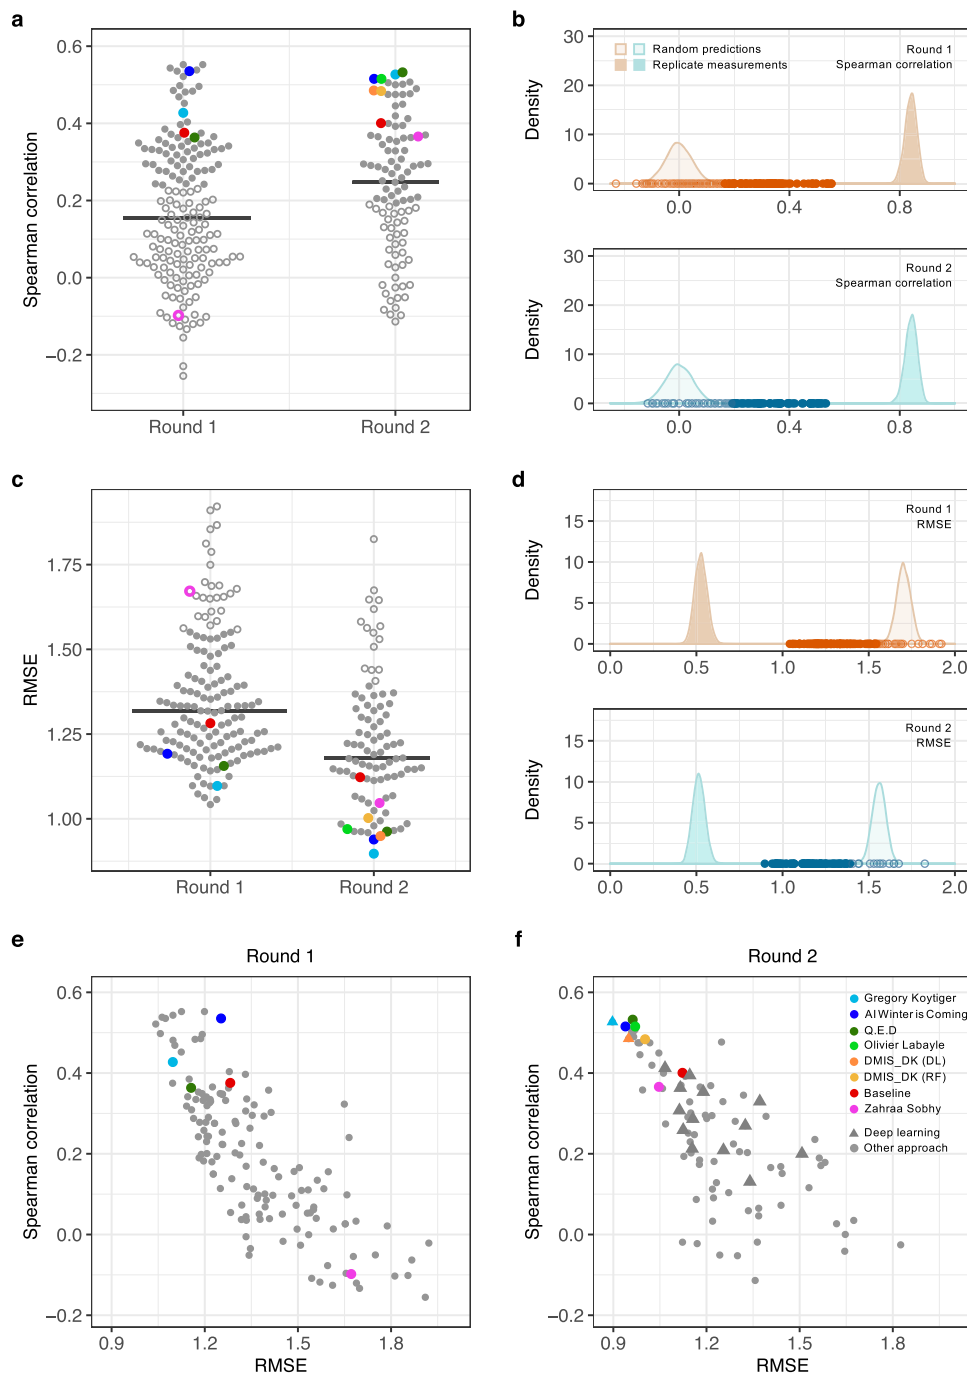 a
0.6
0.4
0.2
0.0
−0.2
Spearman correlation
Round 1
Round 2
b
30
20
10
0
Density
Random predictions
Replicate measurements
Round 1
Spearman correlation
0.0
0.4
0.8
30
20
10
0
Density
Round 2
Spearman correlation
0.0
0.4
0.8
c
1.75
1.50
1.25
1.00
RMSE
Round 1
Round 2
d
15
10
5
0
Density
Round 1
RMSE
0.0
0.5
1.0
1.5
2.0
15
10
5
0
Density
Round 2
RMSE
0.0
0.5
1.0
1.5
2.0
e
Round 1
0.6
0.4
0.2
0.0
−0.2
Spearman correlation
0.9
1.2
1.5
1.8
RMSE
f
Round 2
0.6
0.4
0.2
0.0
−0.2
Spearman correlation
Gregory Koytiger
AI Winter is Coming
Q.E.D
Olivier Labayle
DMIS_DK (DL)
DMIS_DK (RF)
Baseline
Zahraa Sobhy
Deep learning
Other approach
0.9
1.2
1.5
1.8
RMSE